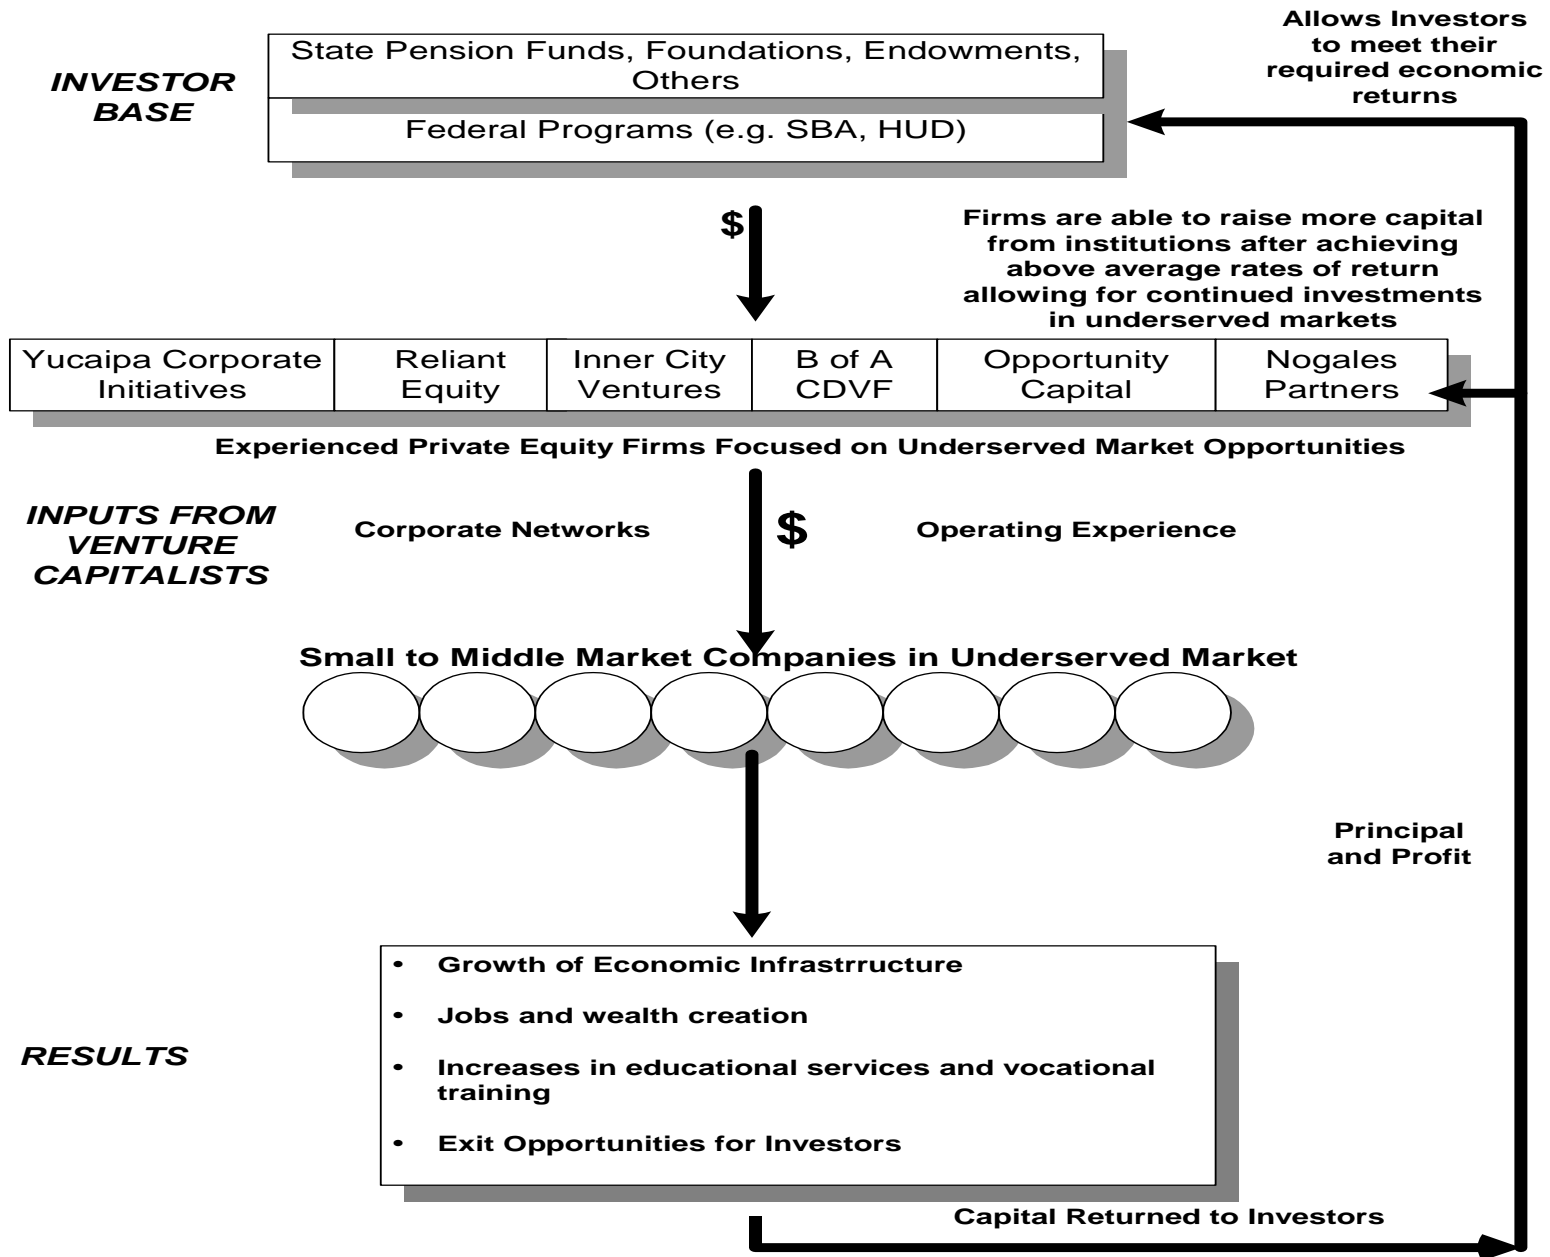 Allows Investors
to meet their
required economic
returns
INVESTOR
BASE
State Pension Funds, Foundations, Endowments,
Others
Federal Programs (e.g. SBA, HUD)
$
Firms are able to raise more capital
from institutions after achieving
above average rates of return
allowing for continued investments
in underserved markets
Yucaipa Corporate
Initiatives
Reliant
Equity
Inner City
Ventures
B of A
CDVF
Opportunity
Capital
Nogales
Partners
Experienced Private Equity Firms Focused on Underserved Market Opportunities
INPUTS FROM
VENTURE
CAPITALISTS
Corporate Networks
$
Operating Experience
Small to Middle Market Companies in Underserved Market
Principal
and Profit
RESULTS
• Growth of Economic Infrastrructure
• Jobs and wealth creation
• Increases in educational services and vocational
training
• Exit Opportunities for Investors
Capital Returned to Investors